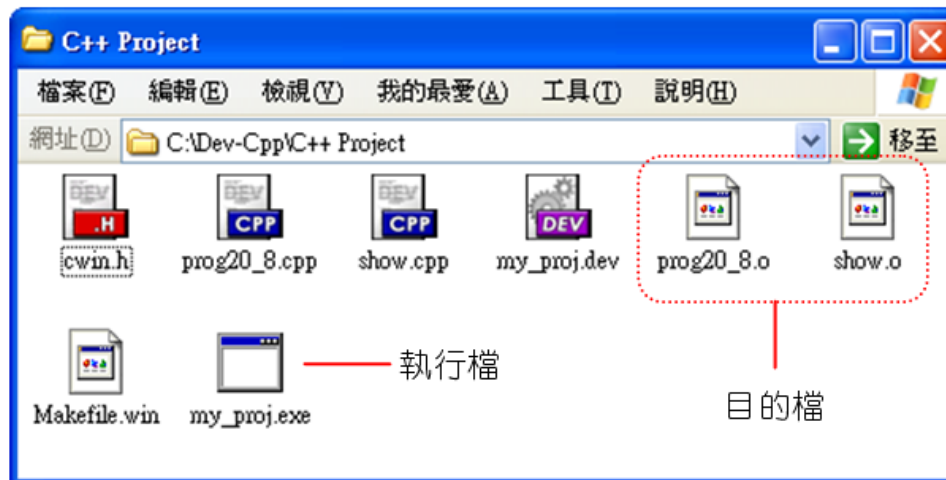 C++ Project
檔案(F) 編輯(E) 檢視(V) 我的最愛(A) 工具(T) 說明(H)
網址(D) C:\Dev-Cpp\C++ Project 移至
DEV .H DEV CPP DEV CPP DEV
cwin.h prog20_8.cpp show.cpp my_proj.dev prog20_8.o show.o
執行檔
Makefile.win my_proj.exe
目的檔